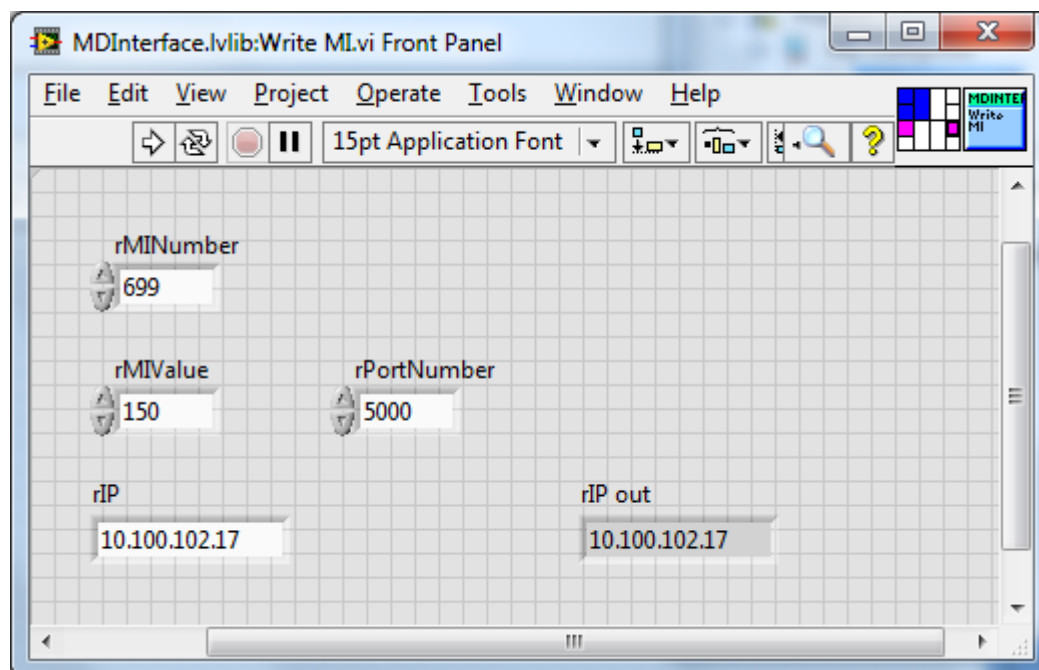 MDInterface.lvlib:Write MI.vi Front Panel
File Edit View Project Operate Tools Window Help
MDINTE
Write
MI
15pt Application Font
rMINumber
699
rMIValue rPortNumber
150 5000
rIP rIP out
10.100.102.17 10.100.102.17